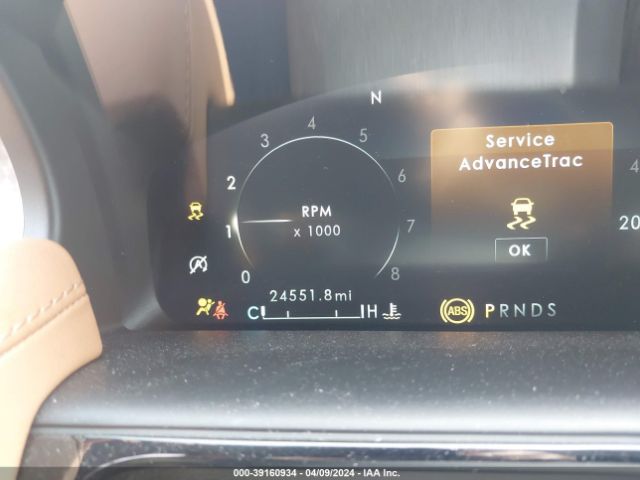 N
Service
AdvanceTrac
OK
4
20
0
1
2
3
4
5
6
7
8
RPM
x 1000
24551.8mi
C H
ABS
PRNDS
000-39160934 - 04/09/2024 - IAA Inc.